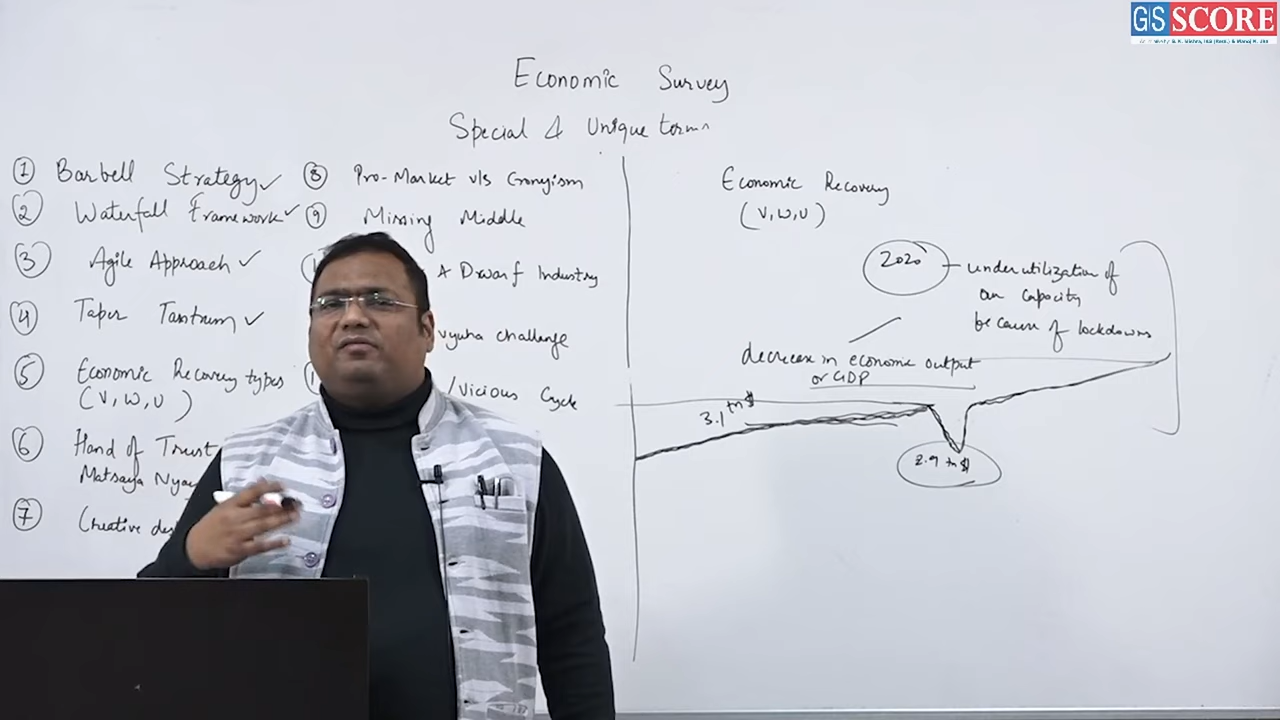 GS SCORE
Economic Survey
Special & Unique terms
① Barbell Strategy ✓
② Waterfall Framework ✓
③ Agile Approach ✓
④ Taper Tantrum ✓
⑤ Economic Recovery types
(V, W, U)
⑥ Hand of Trust
Matsaya Nyay
⑦ Creative des
⑧ Pro-Market v/s Cronyism
⑨ Missing Middle
A Dwarf Industry
vyuha challenge
/Vicious Cycle
Economic Recovery
(V, W, U)
2020 – underutilization of
our capacity
because of lockdowns
decrease in economic output
or GDP
3.1 tn $
2.9 tn $